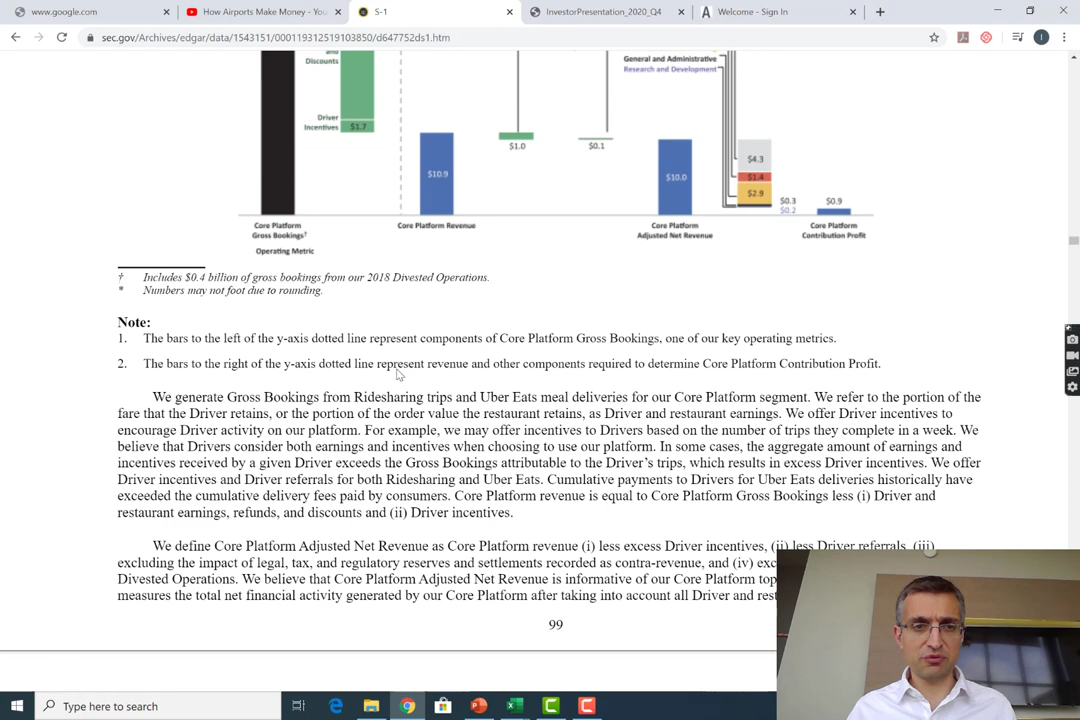 www.google.com
How Airports Make Money - You
S-1
InvestorPresentation_2020_Q4
Welcome - Sign In
sec.gov/Archives/edgar/data/1543151/000119312519103850/d647752ds1.htm
and
Discounts
General and Administrative
Research and Development
Driver
Incentives
$1.7
$10.9
$1.0
$0.1
$10.0
$4.3
$1.4
$2.9
$0.3
$0.2
$0.9
Core Platform
Gross Bookings†
Core Platform Revenue
Core Platform
Adjusted Net Revenue
Core Platform
Contribution Profit
Operating Metric
† Includes $0.4 billion of gross bookings from our 2018 Divested Operations.
* Numbers may not foot due to rounding.
Note:
1. The bars to the left of the y-axis dotted line represent components of Core Platform Gross Bookings, one of our key operating metrics.
2. The bars to the right of the y-axis dotted line represent revenue and other components required to determine Core Platform Contribution Profit.
We generate Gross Bookings from Ridesharing trips and Uber Eats meal deliveries for our Core Platform segment. We refer to the portion of the
fare that the Driver retains, or the portion of the order value the restaurant retains, as Driver and restaurant earnings. We offer Driver incentives to
encourage Driver activity on our platform. For example, we may offer incentives to Drivers based on the number of trips they complete in a week. We
believe that Drivers consider both earnings and incentives when choosing to use our platform. In some cases, the aggregate amount of earnings and
incentives received by a given Driver exceeds the Gross Bookings attributable to the Driver's trips, which results in excess Driver incentives. We offer
Driver incentives and Driver referrals for both Ridesharing and Uber Eats. Cumulative payments to Drivers for Uber Eats deliveries historically have
exceeded the cumulative delivery fees paid by consumers. Core Platform revenue is equal to Core Platform Gross Bookings less (i) Driver and
restaurant earnings, refunds, and discounts and (ii) Driver incentives.
We define Core Platform Adjusted Net Revenue as Core Platform revenue (i) less excess Driver incentives, (ii) less Driver referrals, (iii)
excluding the impact of legal, tax, and regulatory reserves and settlements recorded as contra-revenue, and (iv)
Divested Operations. We believe that Core Platform Adjusted Net Revenue is informative of our Core Platform
measures the total net financial activity generated by our Core Platform after taking into account all Driver and
99
Type here to search